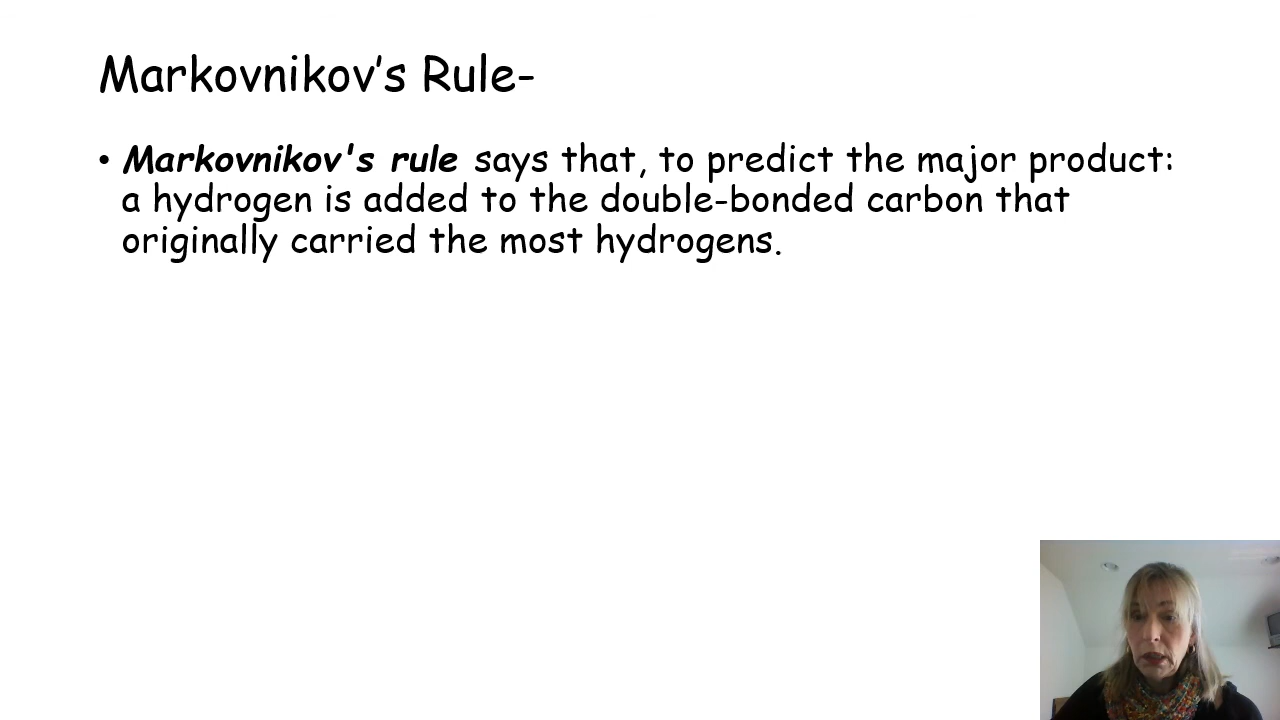 Markovnikov’s Rule-
• Markovnikov's rule says that, to predict the major product:
a hydrogen is added to the double-bonded carbon that
originally carried the most hydrogens.